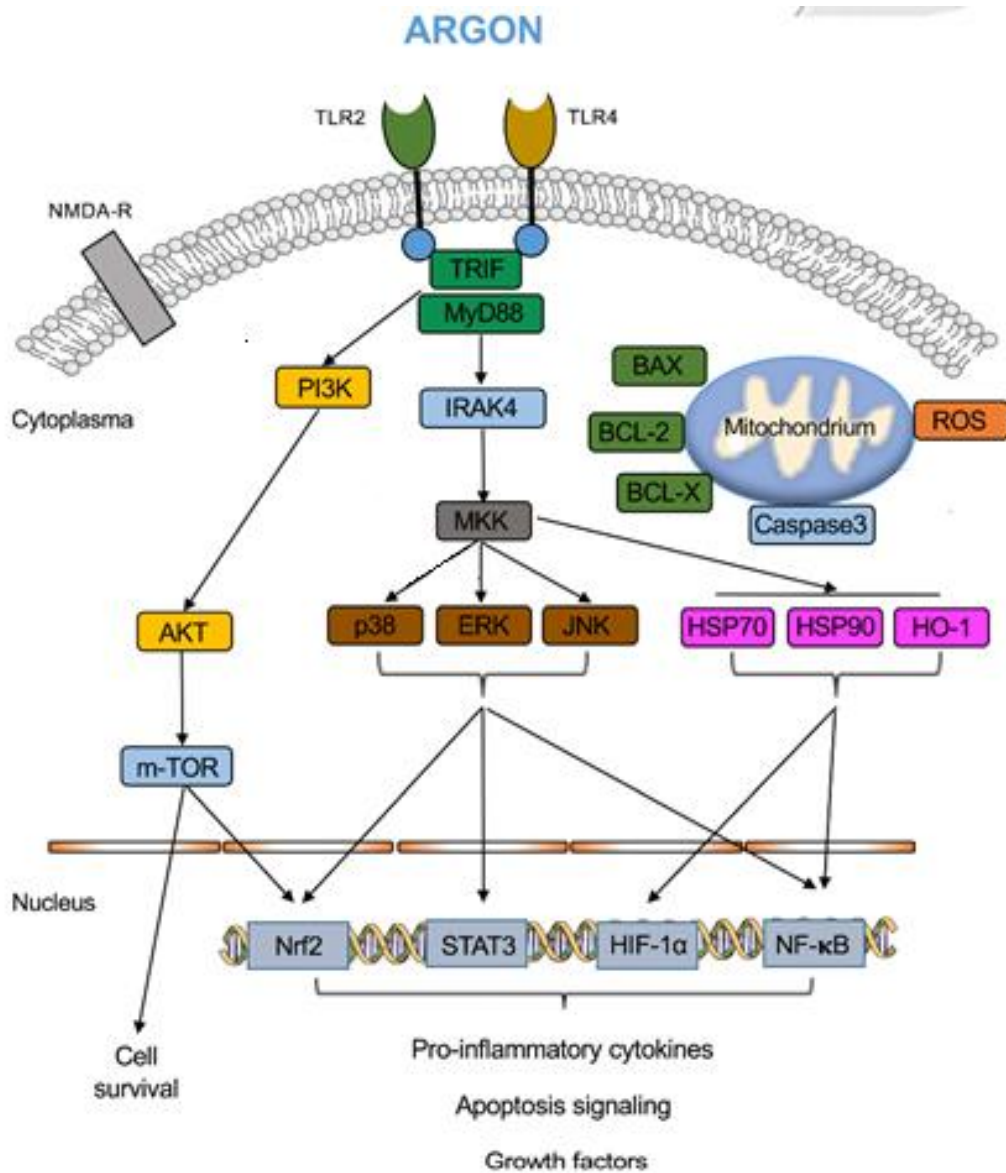 ARGON
TLR2
TLR4
NMDA-R
TRIF
MyD88
PI3K
Cytoplasma
IRAK4
BAX
BCL-2
Mitochondrium
ROS
BCL-X
MKK
Caspase3
AKT
p38
ERK
JNK
HSP70
HSP90
HO-1
m-TOR
Nucleus
Nrf2
STAT3
HIF-1α
NF-κB
Cell
survival
Pro-inflammatory cytokines
Apoptosis signaling
Growth factors